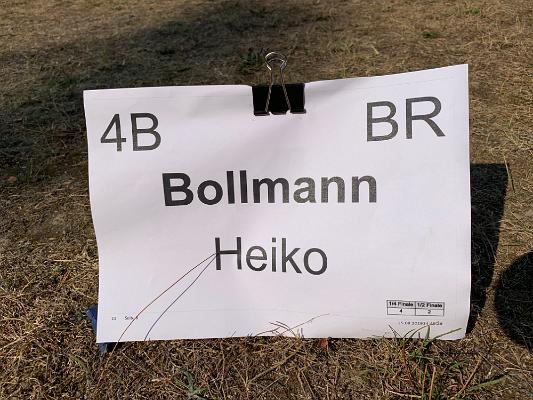 4B BR
Bollmann
Heiko
1/4 Finale 1/2 Finale
4 2